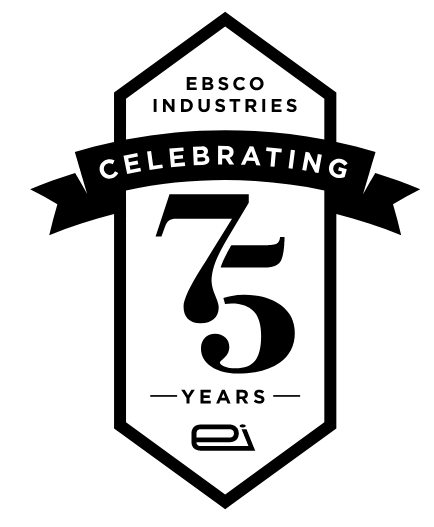 EBSCO
INDUSTRIES
CELEBRATING
75
YEARS
ei